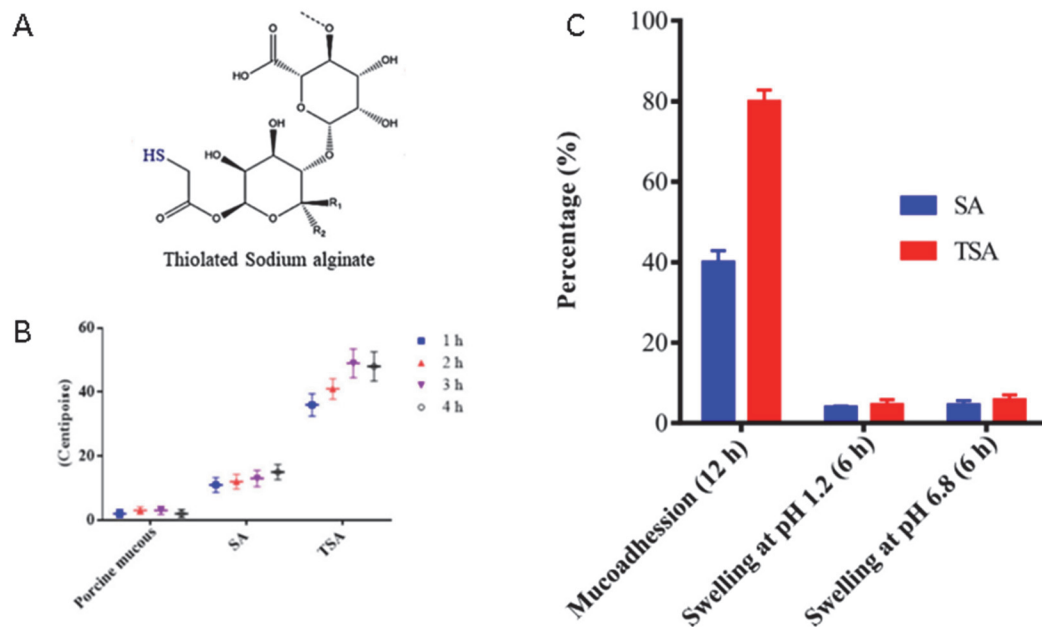 A
O
O
HO
OH
O
OH
O
OH
HS
HO
O
O
O
O
R₁
R₂
Thiolated Sodium alginate
B
(Centipoise)
60
40
20
0
Porcine mucous
SA
TSA
1 h
2 h
3 h
4 h
C
Percentage (%)
100
80
60
40
20
0
SA
TSA
Mucoadhession (12 h)
Swelling at pH 1.2 (6 h)
Swelling at pH 6.8 (6 h)